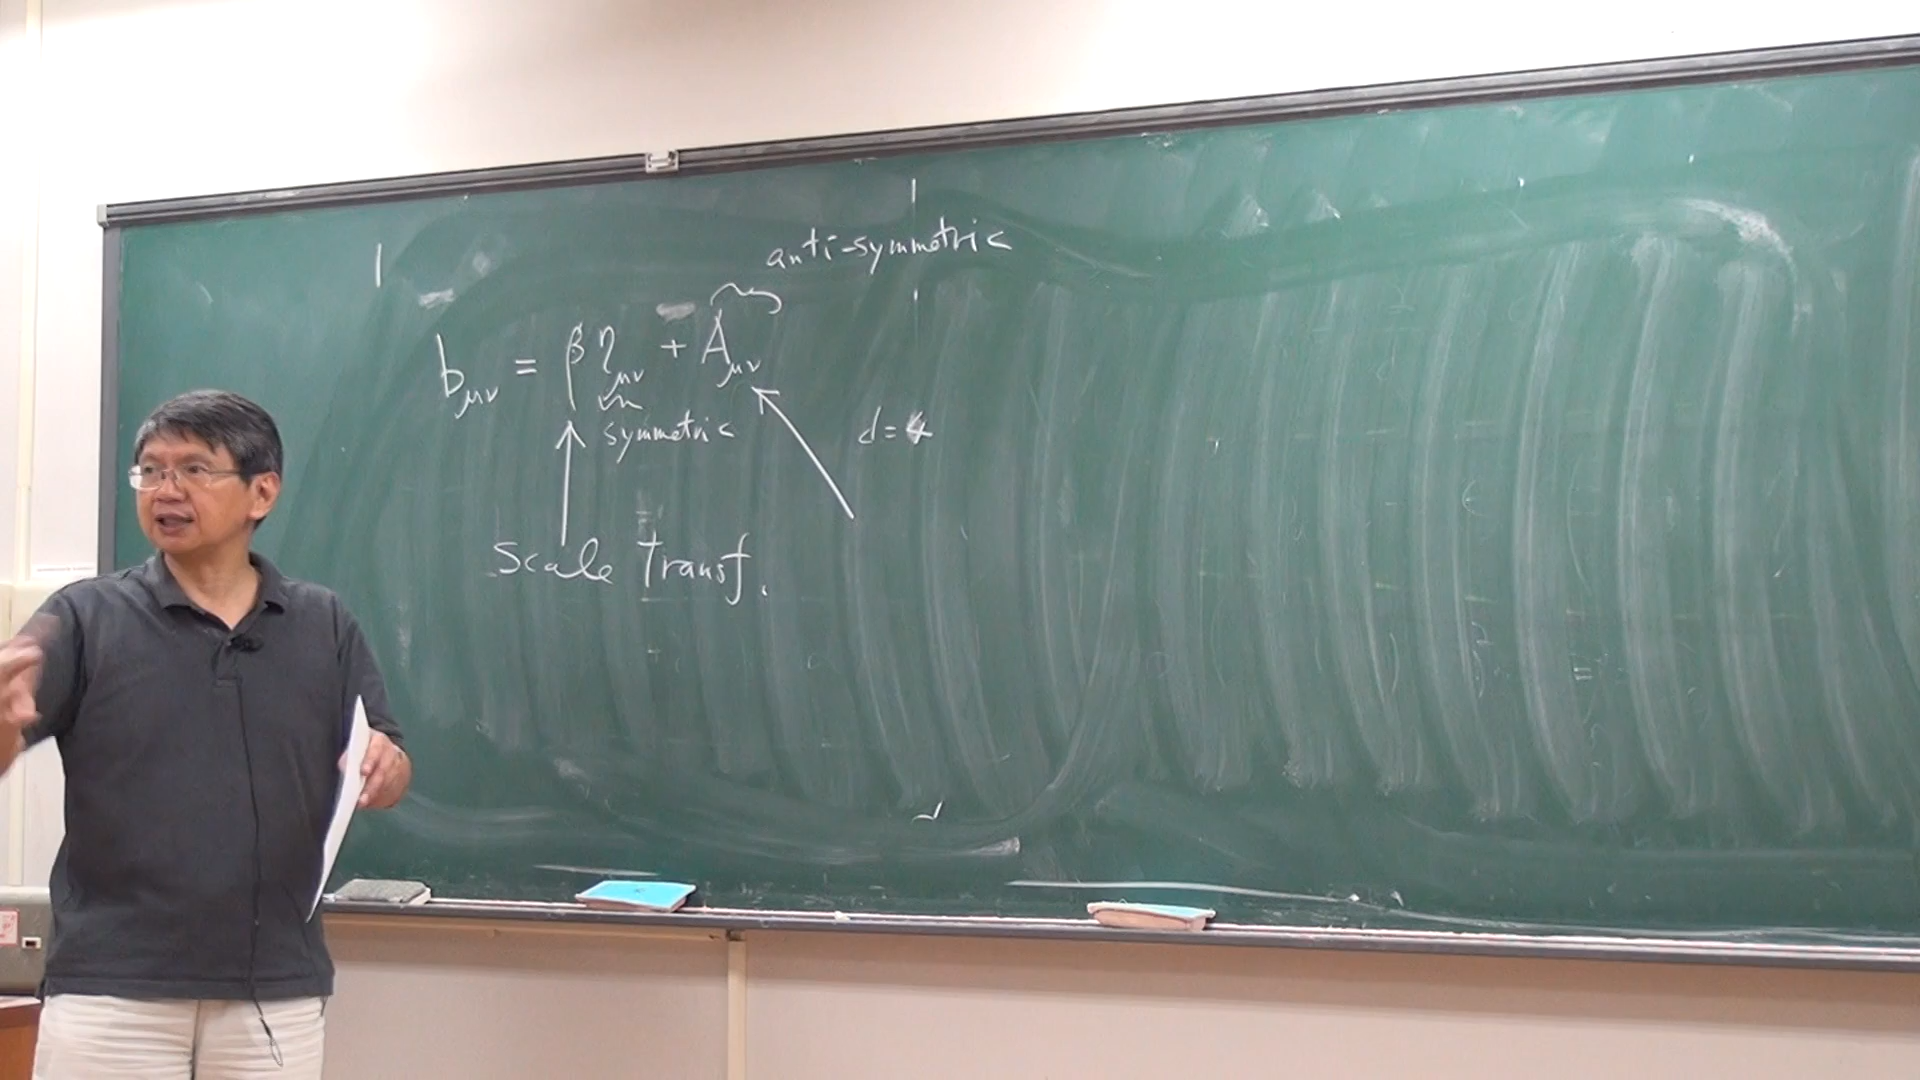 anti-symmetric
b_μν = β η_μν + A_μν
symmetric
d=4
Scale Transf.